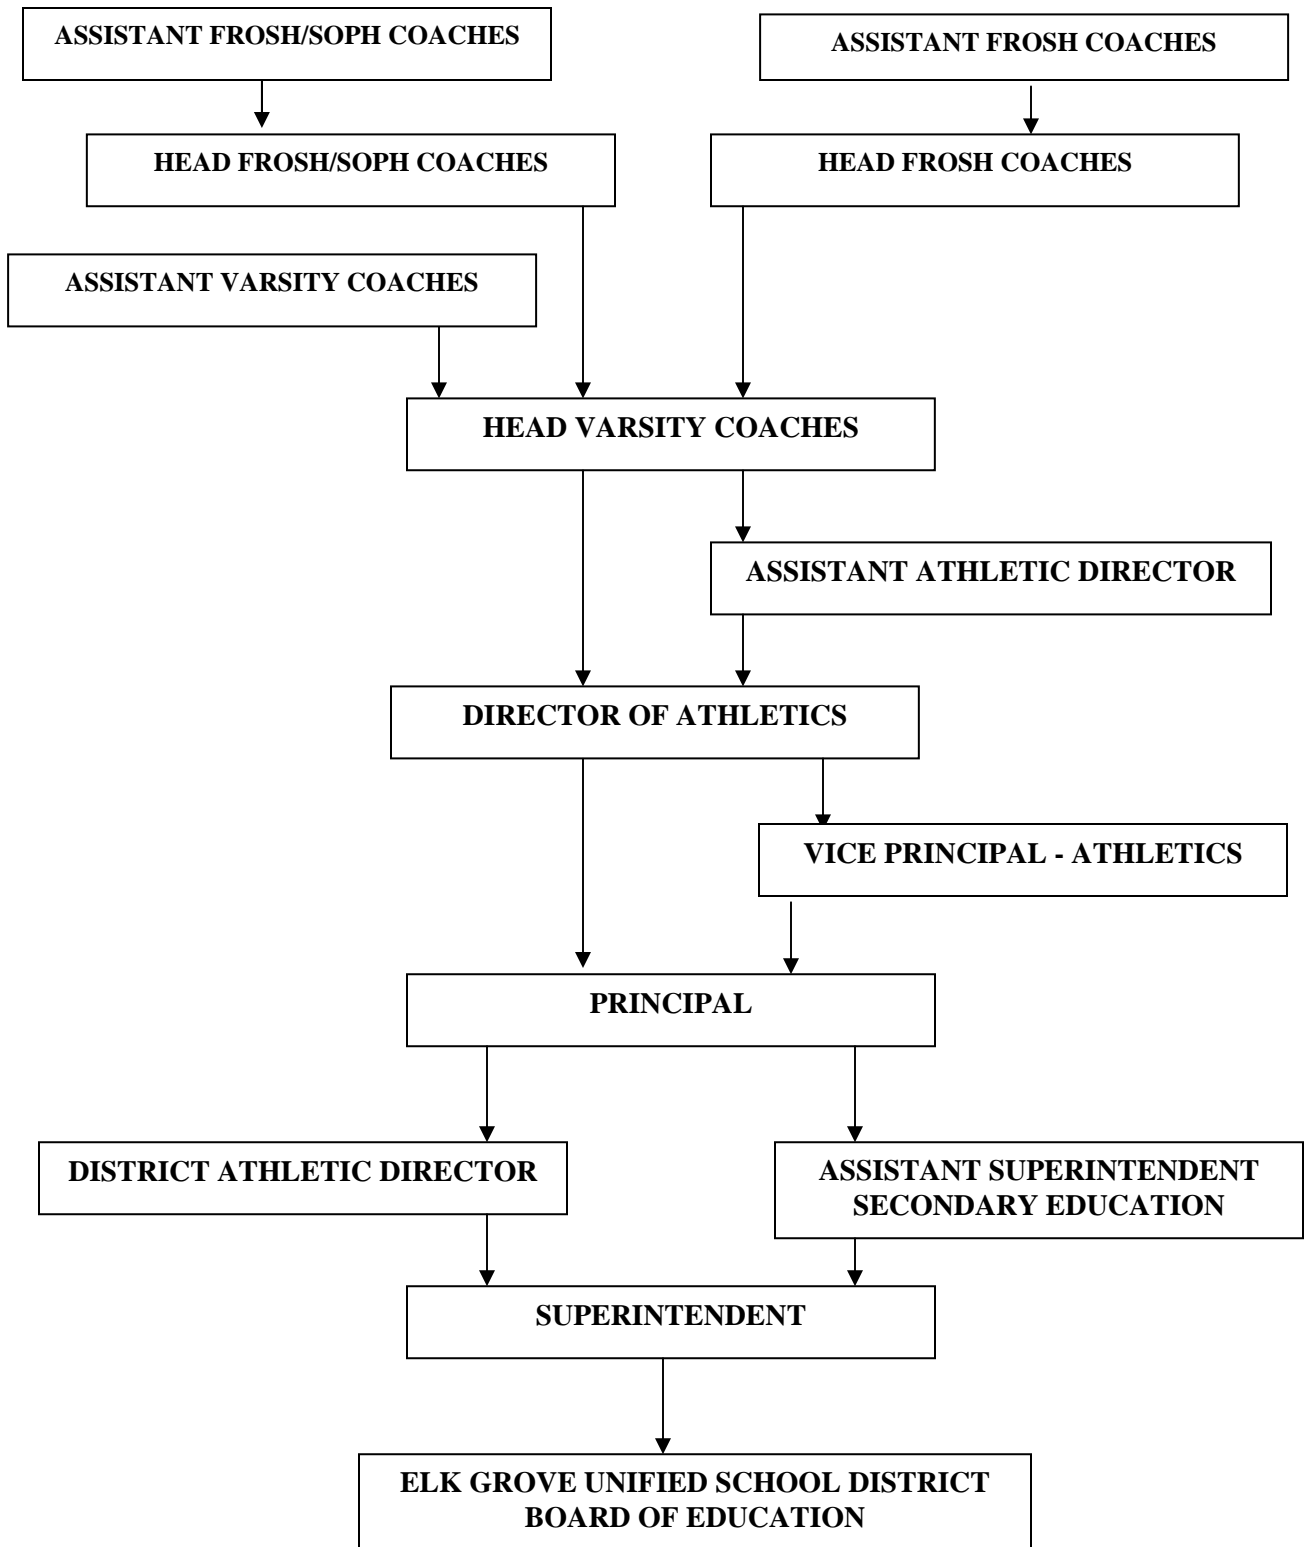 ASSISTANT FROSH/SOPH COACHES
ASSISTANT FROSH COACHES
HEAD FROSH/SOPH COACHES
HEAD FROSH COACHES
ASSISTANT VARSITY COACHES
HEAD VARSITY COACHES
ASSISTANT ATHLETIC DIRECTOR
DIRECTOR OF ATHLETICS
VICE PRINCIPAL - ATHLETICS
PRINCIPAL
DISTRICT ATHLETIC DIRECTOR
ASSISTANT SUPERINTENDENT
SECONDARY EDUCATION
SUPERINTENDENT
ELK GROVE UNIFIED SCHOOL DISTRICT
BOARD OF EDUCATION